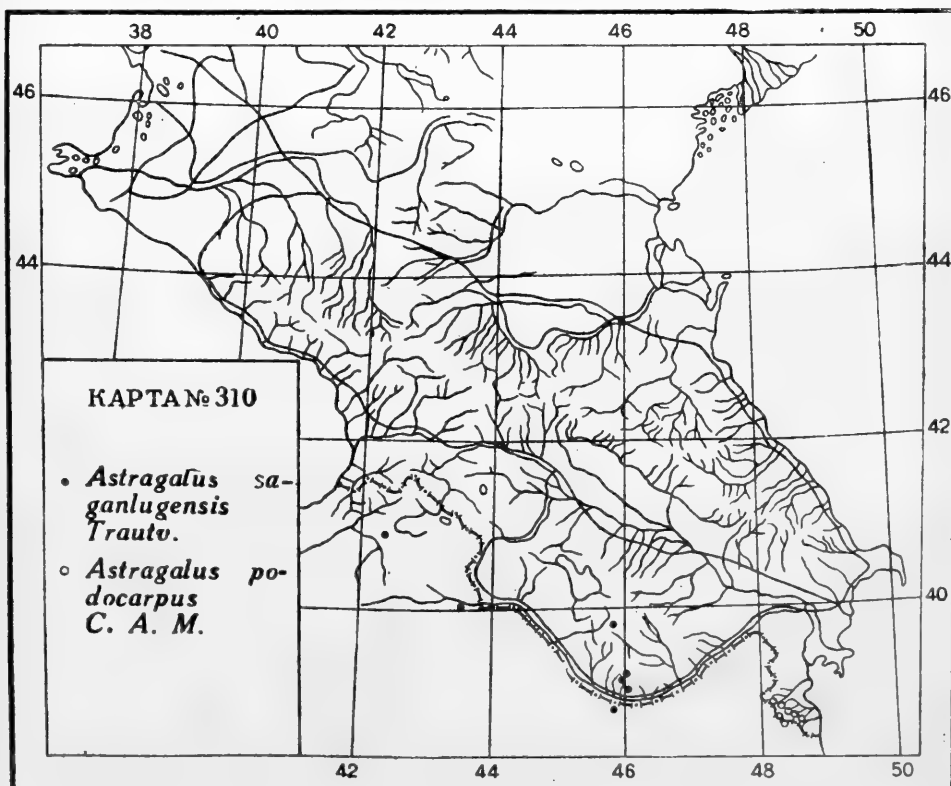 38 40 42 44 46 48 50
46 46
44 44
КАРТА № 310
Astragalus sa-
ganlugensis
Trautv.
Astragalus po-
docarpus
C. A. M.
42
40
42 44 46 48 50